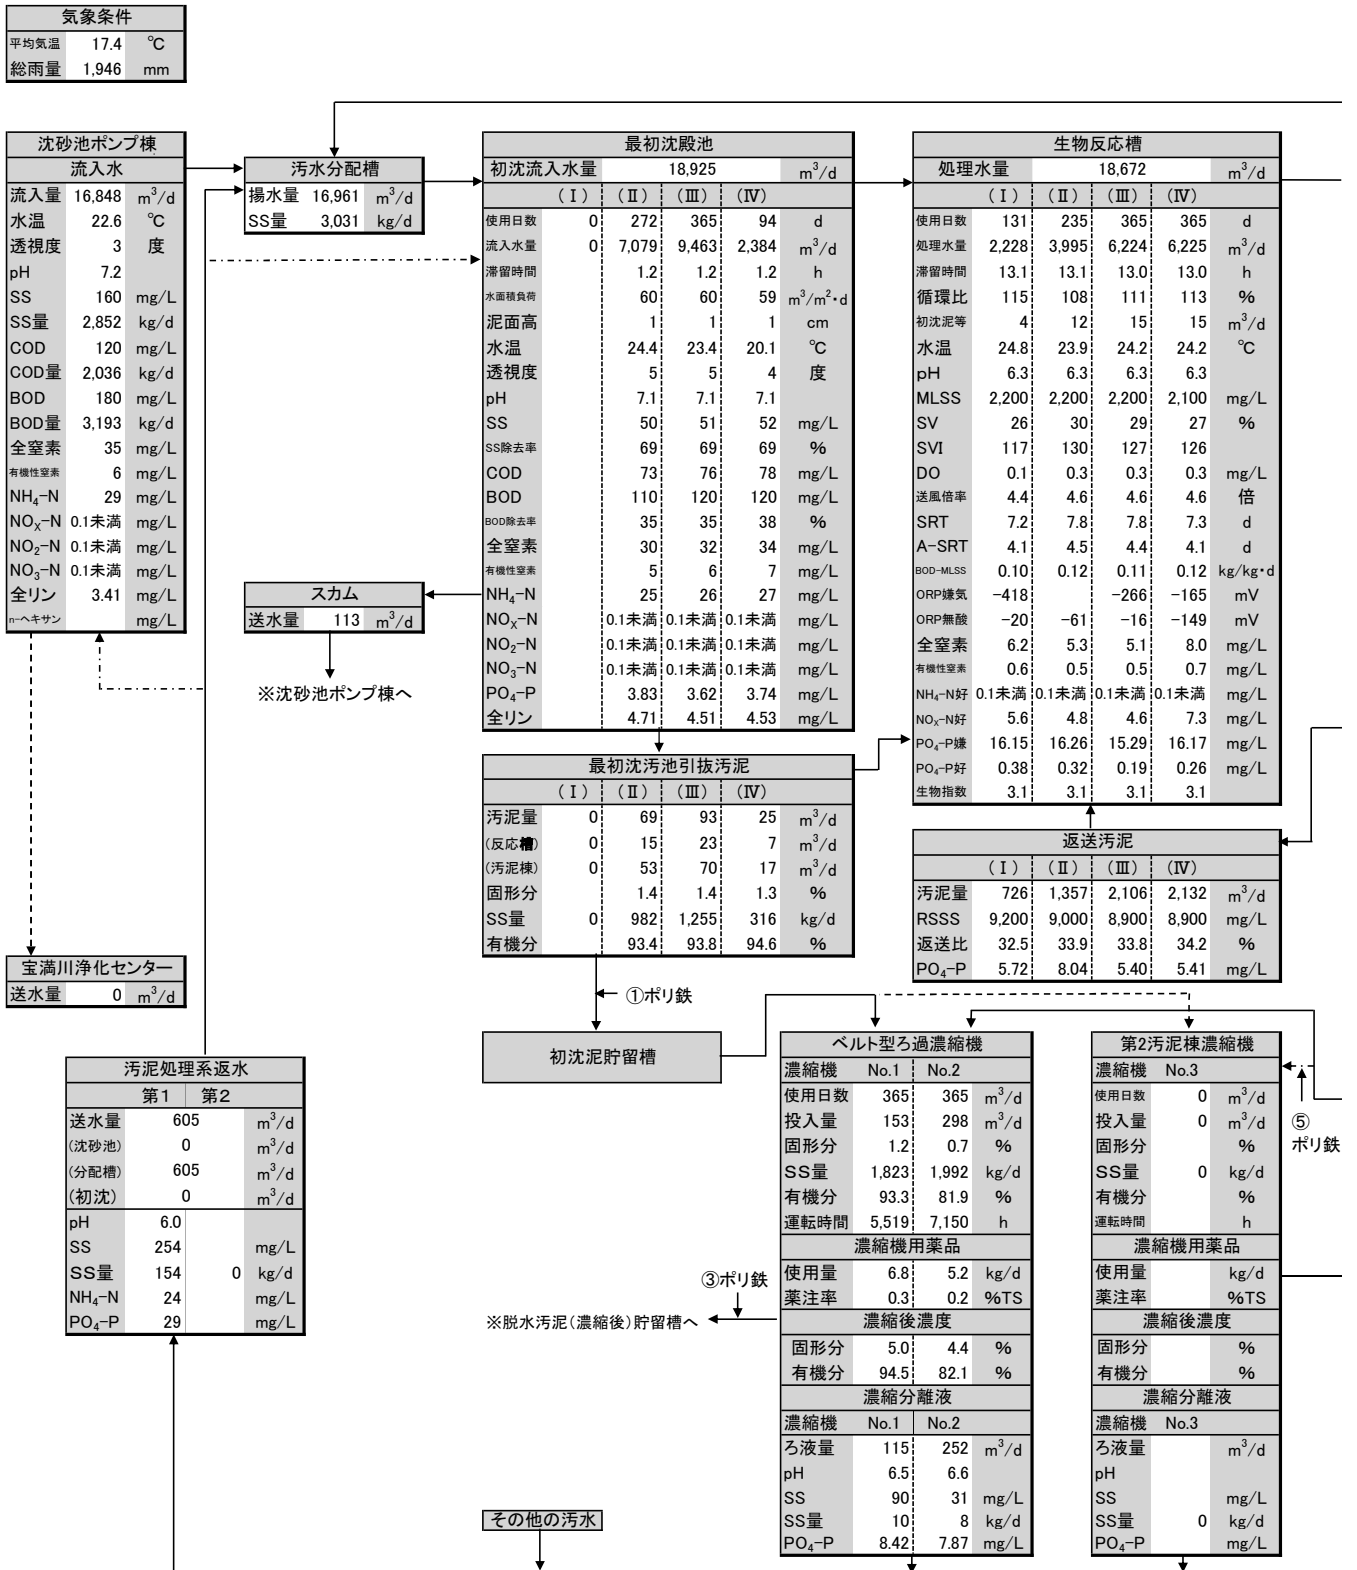 気象条件
平均気温 17.4 ℃
総雨量 1,946 mm
沈砂池ポンプ棟
流入水
流入量 16,848 m³/d
水温 22.6 ℃
透視度 3 度
pH 7.2
SS 160 mg/L
SS量 2,852 kg/d
COD 120 mg/L
COD量 2,036 kg/d
BOD 180 mg/L
BOD量 3,193 kg/d
全窒素 35 mg/L
有機性窒素 6 mg/L
NH₄-N 29 mg/L
NOₓ-N 0.1未満 mg/L
NO₂-N 0.1未満 mg/L
NO₃-N 0.1未満 mg/L
全リン 3.41 mg/L
n-ヘキサン mg/L
汚水分配槽
揚水量 16,961 m³/d
SS量 3,031 kg/d
最初沈殿池
初沈流入水量 18,925 m³/d
(Ⅰ) (Ⅱ) (Ⅲ) (Ⅳ)
使用日数 0 272 365 94 d
流入水量 0 7,079 9,463 2,384 m³/d
滞留時間 1.2 1.2 1.2 h
水面積負荷 60 60 59 m³/m²・d
泥面高 1 1 1 cm
水温 24.4 23.4 20.1 ℃
透視度 5 5 4 度
pH 7.1 7.1 7.1
SS 50 51 52 mg/L
SS除去率 69 69 69 %
COD 73 76 78 mg/L
BOD 110 120 120 mg/L
BOD除去率 35 35 38 %
全窒素 30 32 34 mg/L
有機性窒素 5 6 7 mg/L
NH₄-N 25 26 27 mg/L
NOₓ-N 0.1未満 0.1未満 0.1未満 mg/L
NO₂-N 0.1未満 0.1未満 0.1未満 mg/L
NO₃-N 0.1未満 0.1未満 0.1未満 mg/L
PO₄-P 3.83 3.62 3.74 mg/L
全リン 4.71 4.51 4.53 mg/L
生物反応槽
処理水量 18,672 m³/d
(Ⅰ) (Ⅱ) (Ⅲ) (Ⅳ)
使用日数 131 235 365 365 d
処理水量 2,228 3,995 6,224 6,225 m³/d
滞留時間 13.1 13.1 13.0 13.0 h
循環比 115 108 111 113 %
初沈泥等 4 12 15 15 m³/d
水温 24.8 23.9 24.2 24.2 ℃
pH 6.3 6.3 6.3 6.3
MLSS 2,200 2,200 2,200 2,100 mg/L
SV 26 30 29 27 %
SVI 117 130 127 126
DO 0.1 0.3 0.3 0.3 mg/L
送風倍率 4.4 4.6 4.6 4.6 倍
SRT 7.2 7.8 7.8 7.3 d
A-SRT 4.1 4.5 4.4 4.1 d
BOD-MLSS 0.10 0.12 0.11 0.12 kg/kg・d
ORP嫌気 -418 -266 -165 mV
ORP無酸 -20 -61 -16 -149 mV
全窒素 6.2 5.3 5.1 8.0 mg/L
有機性窒素 0.6 0.5 0.5 0.7 mg/L
NH₄-N好 0.1未満 0.1未満 0.1未満 0.1未満 mg/L
NOₓ-N好 5.6 4.8 4.6 7.3 mg/L
PO₄-P嫌 16.15 16.26 15.29 16.17 mg/L
PO₄-P好 0.38 0.32 0.19 0.26 mg/L
生物指数 3.1 3.1 3.1 3.1
スカム
送水量 113 m³/d
※沈砂池ポンプ棟へ
最初沈汚池引抜汚泥
(Ⅰ) (Ⅱ) (Ⅲ) (Ⅳ)
汚泥量 0 69 93 25 m³/d
(反応槽) 0 15 23 7 m³/d
(汚泥棟) 0 53 70 17 m³/d
固形分 1.4 1.4 1.3 %
SS量 0 982 1,255 316 kg/d
有機分 93.4 93.8 94.6 %
返送汚泥
(Ⅰ) (Ⅱ) (Ⅲ) (Ⅳ)
汚泥量 726 1,357 2,106 2,132 m³/d
RSSS 9,200 9,000 8,900 8,900 mg/L
返送比 32.5 33.9 33.8 34.2 %
PO₄-P 5.72 8.04 5.40 5.41 mg/L
宝満川浄化センター
送水量 0 m³/d
①ポリ鉄
初沈泥貯留槽
汚泥処理系返水
第1 第2
送水量 605 m³/d
(沈砂池) 0 m³/d
(分配槽) 605 m³/d
(初沈) 0 m³/d
pH 6.0
SS 254 mg/L
SS量 154 0 kg/d
NH₄-N 24 mg/L
PO₄-P 29 mg/L
ベルト型ろ過濃縮機
濃縮機 No.1 No.2
使用日数 365 365 m³/d
投入量 153 298 m³/d
固形分 1.2 0.7 %
SS量 1,823 1,992 kg/d
有機分 93.3 81.9 %
運転時間 5,519 7,150 h
濃縮機用薬品
使用量 6.8 5.2 kg/d
薬注率 0.3 0.2 %TS
濃縮後濃度
固形分 5.0 4.4 %
有機分 94.5 82.1 %
濃縮分離液
濃縮機 No.1 No.2
ろ液量 115 252 m³/d
pH 6.5 6.6
SS 90 31 mg/L
SS量 10 8 kg/d
PO₄-P 8.42 7.87 mg/L
③ポリ鉄
※脱水汚泥(濃縮後)貯留槽へ
第2汚泥棟濃縮機
濃縮機 No.3
使用日数 0 m³/d
投入量 0 m³/d
固形分 %
SS量 0 kg/d
有機分 %
運転時間 h
濃縮機用薬品
使用量 kg/d
薬注率 %TS
濃縮後濃度
固形分 %
有機分 %
濃縮分離液
濃縮機 No.3
ろ液量 m³/d
pH
SS mg/L
SS量 0 kg/d
PO₄-P mg/L
⑤
ポリ鉄
その他の汚水